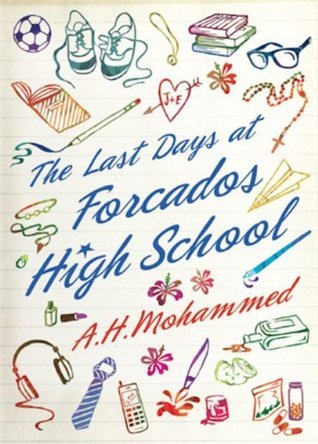 J+E
The Last Days at
Forcados
High School
A.H.Mohammed